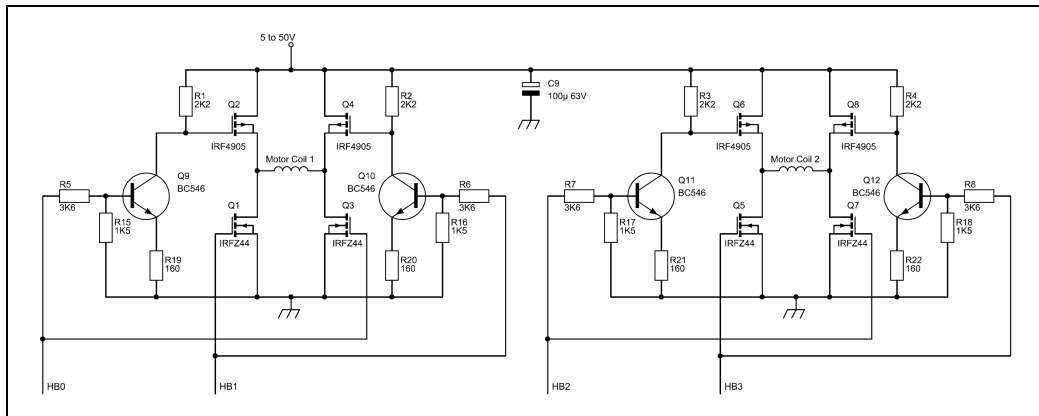 5 to 50V
C9
100µ 63V
R1
2K2
Q2
IRF4905
Q4
IRF4905
R2
2K2
Motor Coil 1
Q9
BC546
Q10
BC546
R5
3K6
R15
1K5
R19
160
Q1
IRFZ44
Q3
IRFZ44
R6
3K6
R16
1K5
R20
160
HB0
HB1
R3
2K2
Q6
IRF4905
Q8
IRF4905
R4
2K2
Motor Coil 2
Q11
BC546
Q12
BC546
R7
3K6
R17
1K5
R21
160
Q5
IRFZ44
Q7
IRFZ44
R8
3K6
R18
1K5
R22
160
HB2
HB3